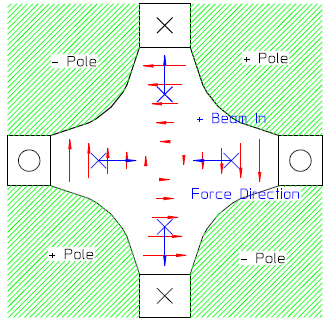 - Pole
+ Pole
+ Beam In
Force Direction
+ Pole
- Pole